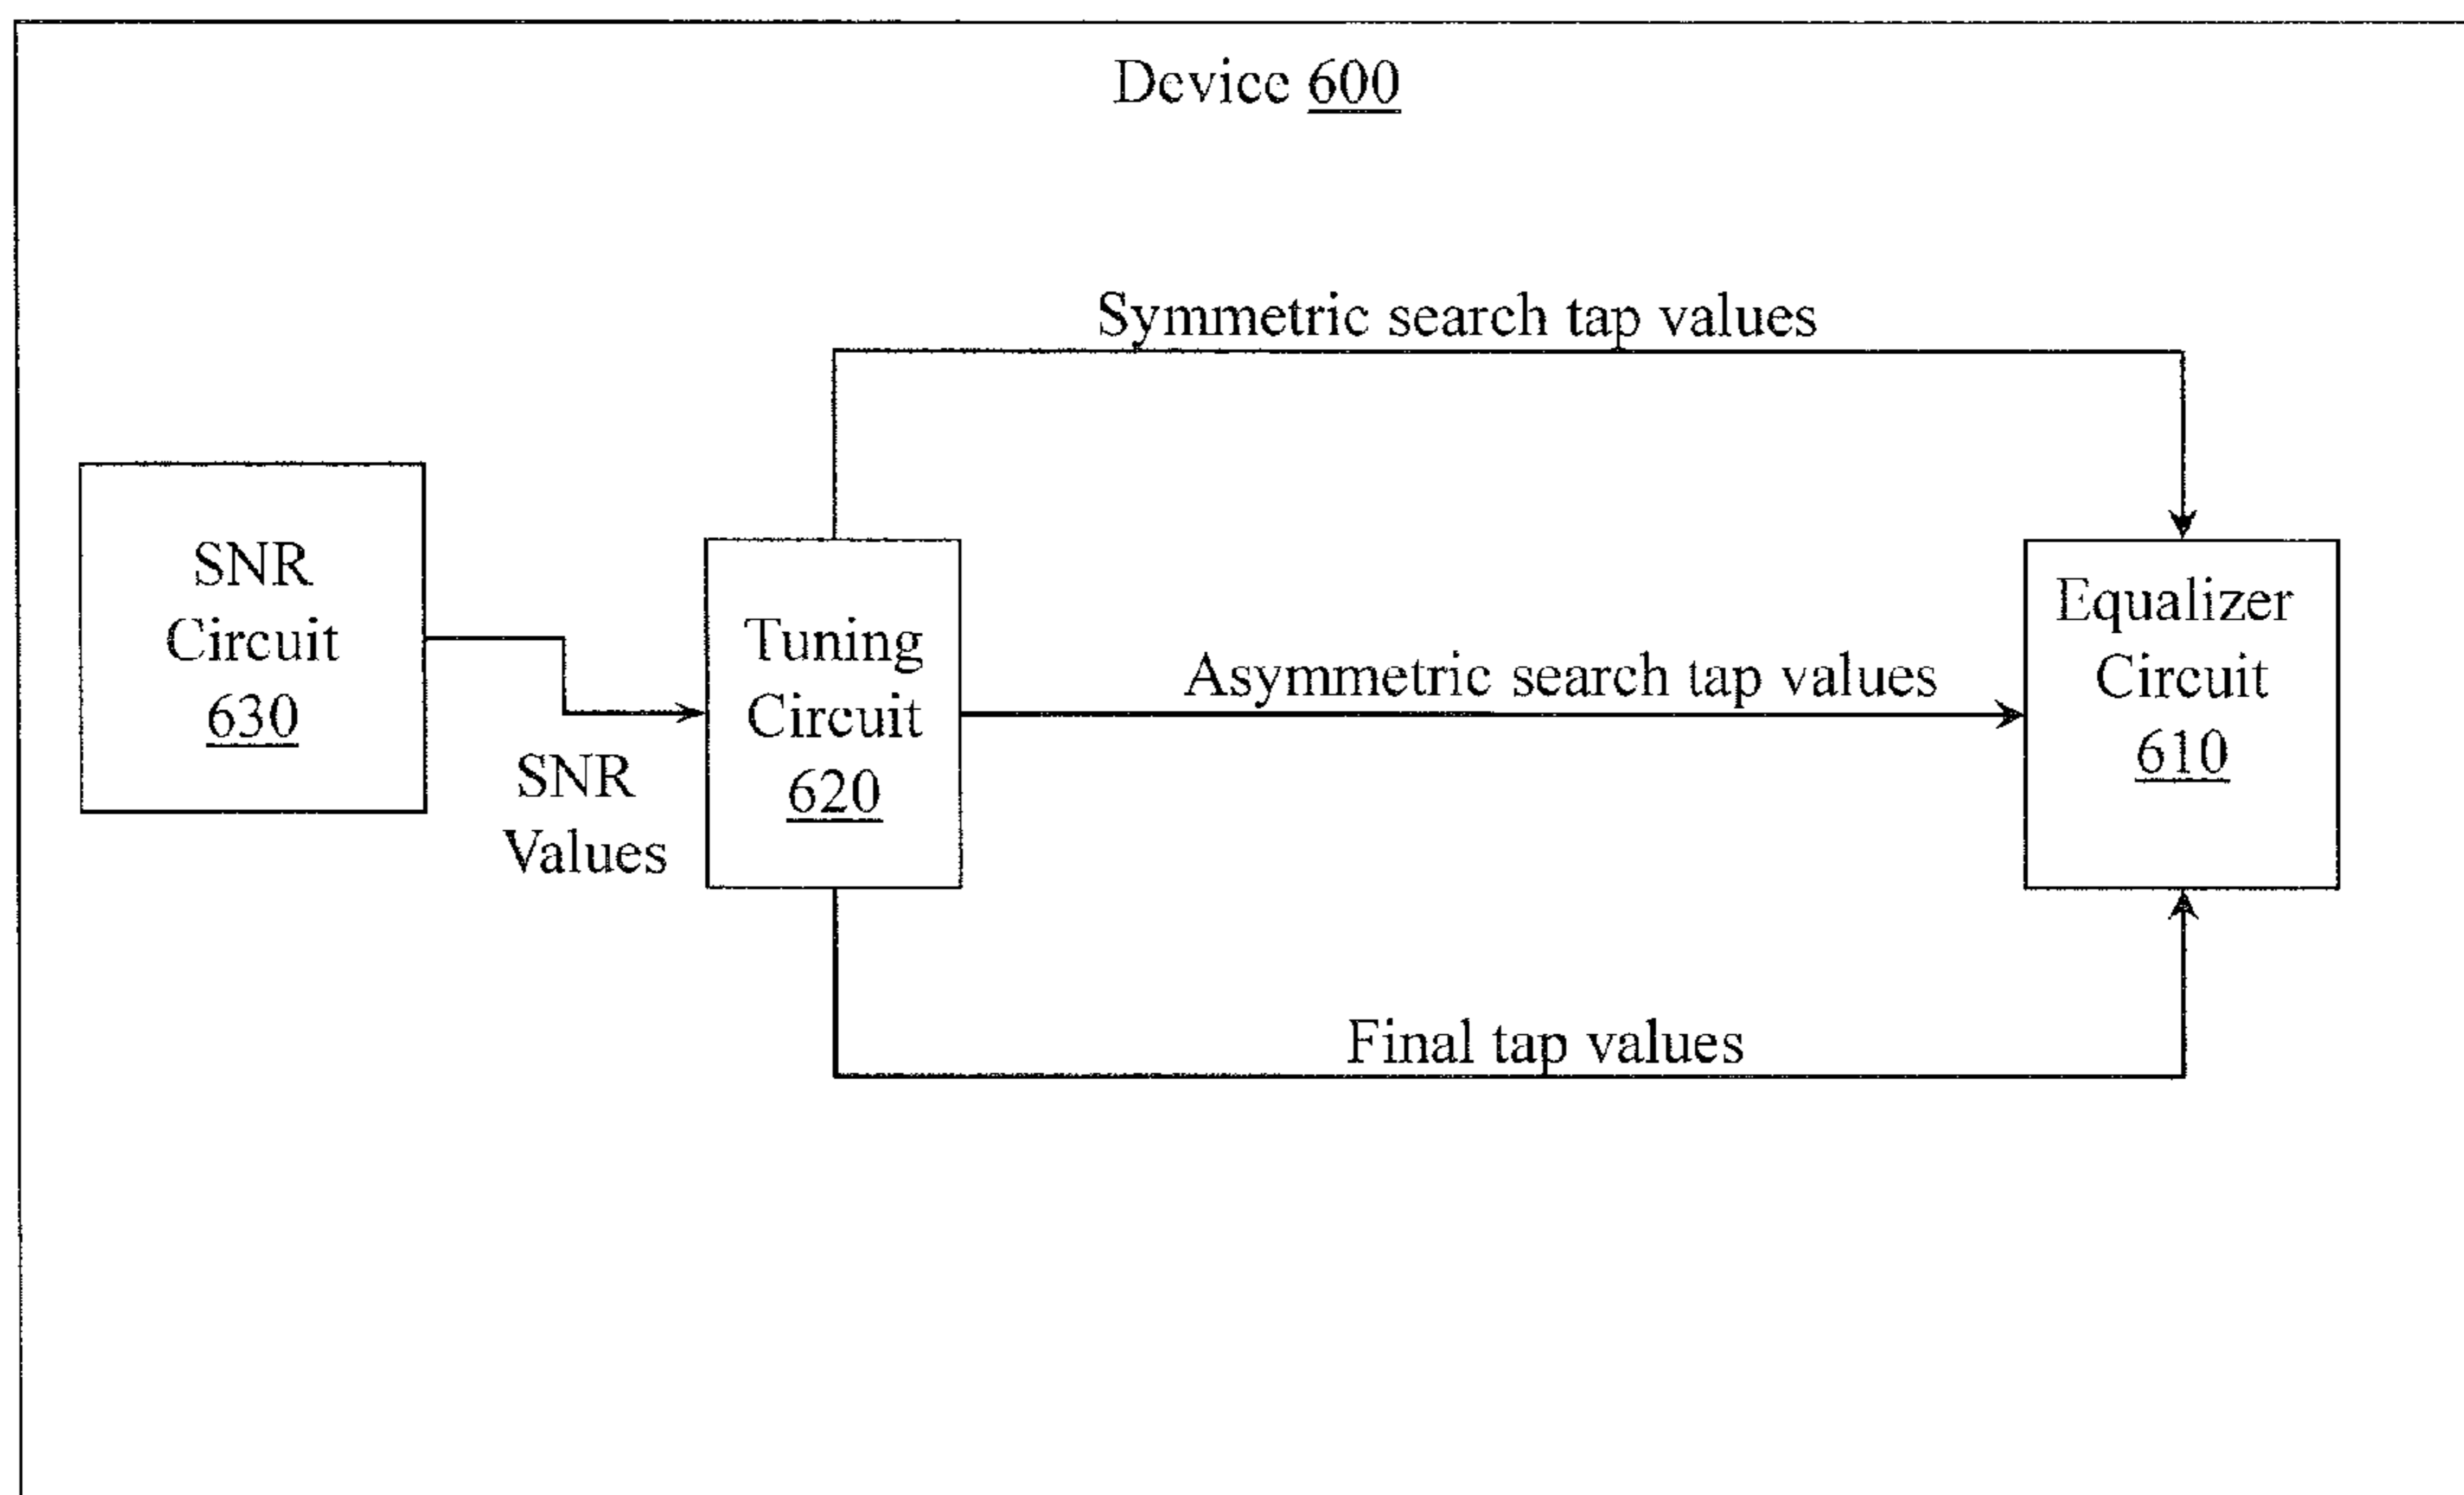 Device 600
Symmetric search tap values
SNR
Circuit
630
SNR
Values
Tuning
Circuit
620
Asymmetric search tap values
Equalizer
Circuit
610
Final tap values